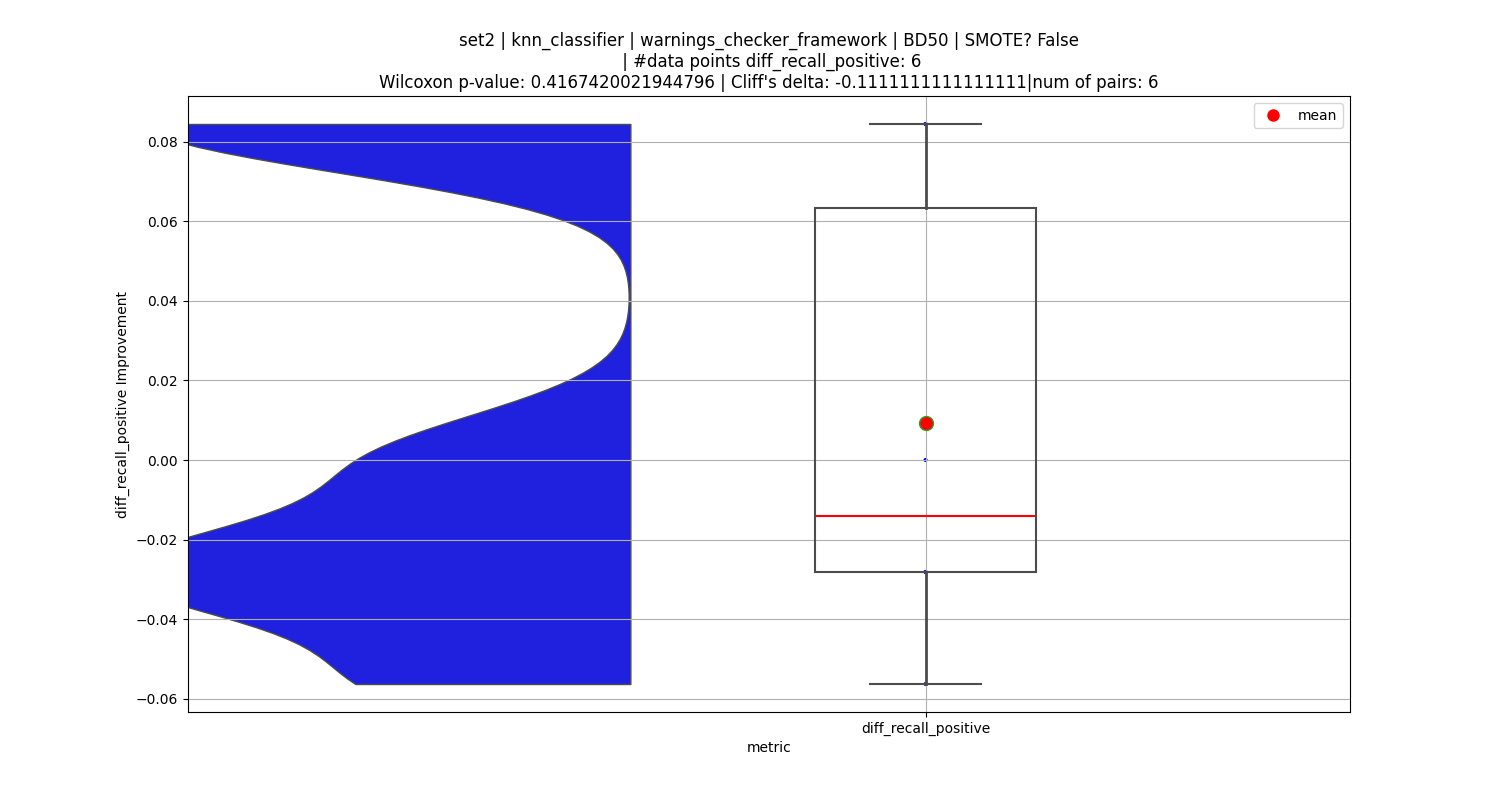 set2 | knn_classifier | warnings_checker_framework | BD50 | SMOTE? False
| #data points diff_recall_positive: 6
Wilcoxon p-value: 0.4167420021944796 | Cliff's delta: -0.1111111111111111|num of pairs: 6
mean
0.08
0.06
0.04
0.02
0.00
−0.02
−0.04
−0.06
diff_recall_positive Improvement
diff_recall_positive
metric